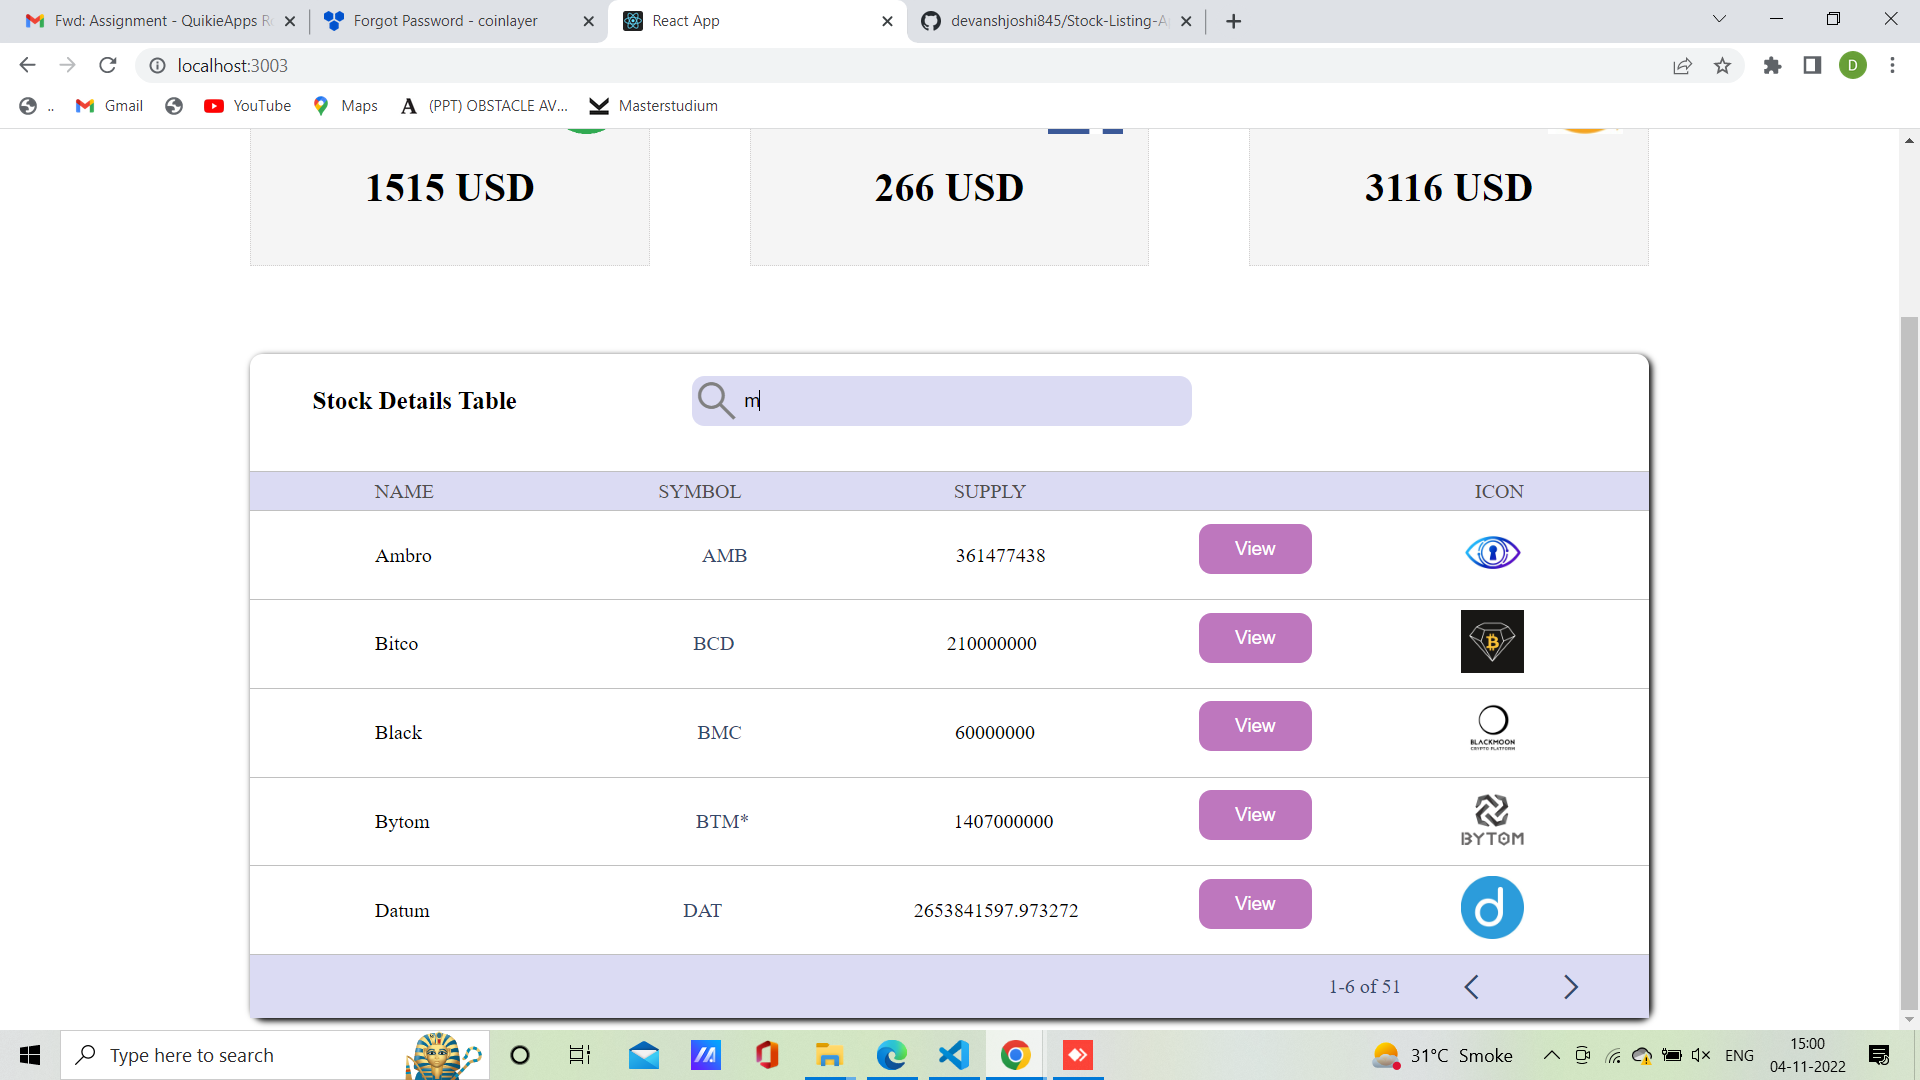 Fwd: Assignment - QuikieApps Ro
Forgot Password - coinlayer
React App
devanshjoshi845/Stock-Listing-A
localhost:3003
D
..
Gmail
YouTube
Maps
(PPT) OBSTACLE AV...
Masterstudium
1515 USD
266 USD
3116 USD
Stock Details Table
m
NAME SYMBOL SUPPLY ICON
Ambro AMB 361477438 View
Bitco BCD 210000000 View
Black BMC 60000000 View
BLACKMOON
CRYPTO PLATFORM
Bytom BTM* 1407000000 View
BYTOM
Datum DAT 2653841597.973272 View
d
1-6 of 51
Type here to search
31°C Smoke
ENG
15:00
04-11-2022